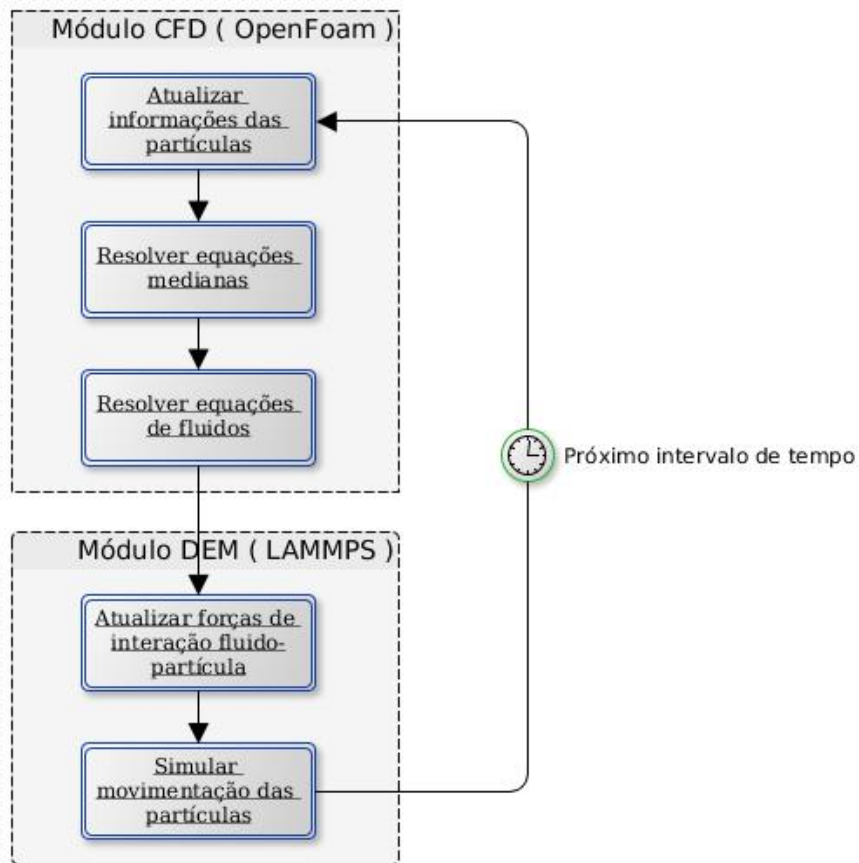 Módulo CFD ( OpenFoam )
Atualizar
informações das
partículas
Resolver equações
medianas
Resolver equações
de fluidos
Próximo intervalo de tempo
Módulo DEM ( LAMMPS )
Atualizar forças de
interação fluido-
partícula
Simular
movimentação das
partículas